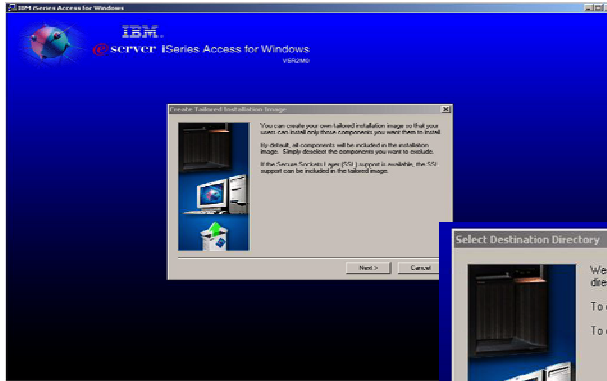 IBM iSeries Access for Windows
IBM.
@server iSeries Access for Windows
V5R2M0
Create Tailored Installation Image
You can create your own tailored installation image so that your
users can install only those components you want them to install.
By default, all components will be included in the installation
image. Simply deselect the components you want to exclude.
If the Secure Sockets Layer (SSL) support is available, the SSL
support can be included in the tailored image.
Next >
Cancel
Select Destination Directory
We
dire
To
To